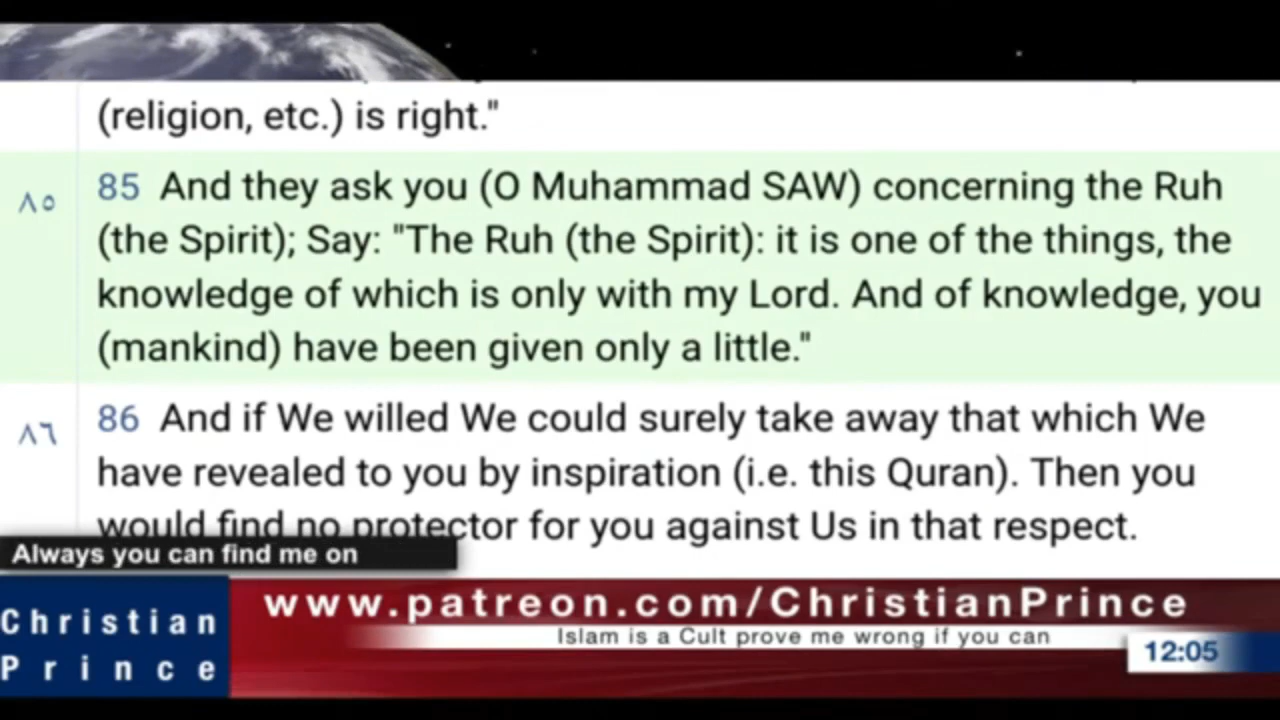 (religion, etc.) is right."
٨٥ 85 And they ask you (O Muhammad SAW) concerning the Ruh
(the Spirit); Say: "The Ruh (the Spirit): it is one of the things, the
knowledge of which is only with my Lord. And of knowledge, you
(mankind) have been given only a little."
٨٦ 86 And if We willed We could surely take away that which We
have revealed to you by inspiration (i.e. this Quran). Then you
would find no protector for you against Us in that respect.
Always you can find me on
Christian
Prince
www.patreon.com/ChristianPrince
Islam is a Cult prove me wrong if you can
12:05